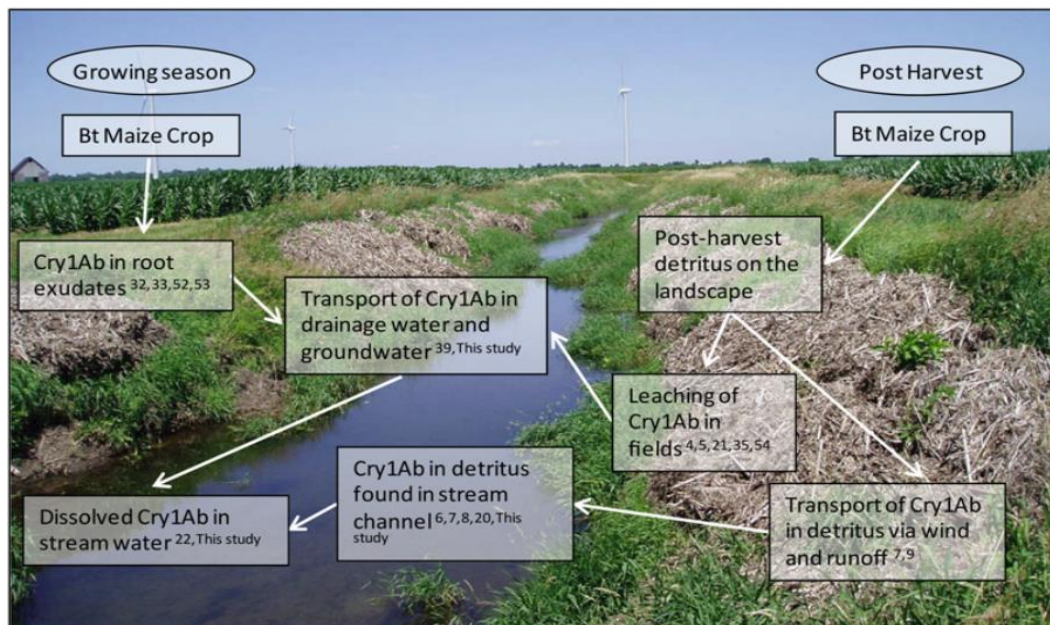 Growing season
Post Harvest
Bt Maize Crop
Bt Maize Crop
Cry1Ab in root
exudates 32,33,52,53
Transport of Cry1Ab in
drainage water and
groundwater 39,This study
Post-harvest
detritus on the
landscape
Leaching of
Cry1Ab in
fields 4,5,21,35,54
Cry1Ab in detritus
found in stream
channel 6,7,8,20,This
study
Dissolved Cry1Ab in
stream water 22,This study
Transport of Cry1Ab
in detritus via wind
and runoff 7,9